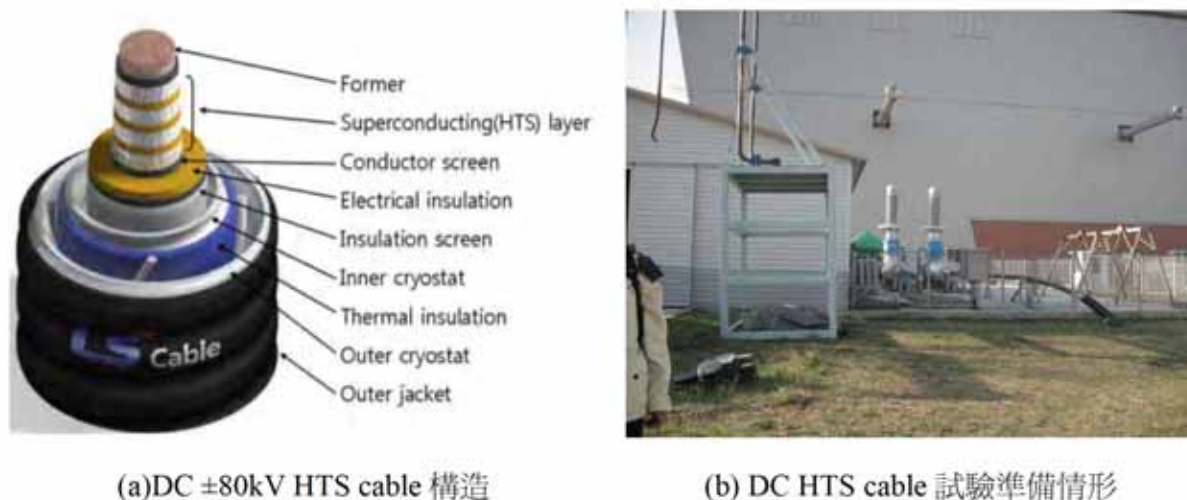 Former
Superconducting(HTS) layer
Conductor screen
Electrical insulation
Insulation screen
Inner cryostat
Thermal insulation
Outer cryostat
Outer jacket
LS Cable
(a)DC ±80kV HTS cable 構造
(b) DC HTS cable 試驗準備情形